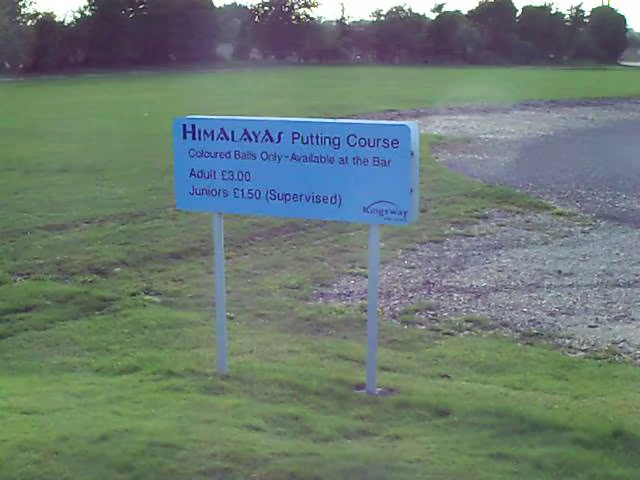 HIMALAYAS Putting Course
Coloured Balls Only-Available at the Bar
Adult £3.00
Juniors £1.50 (Supervised)
Kingsway